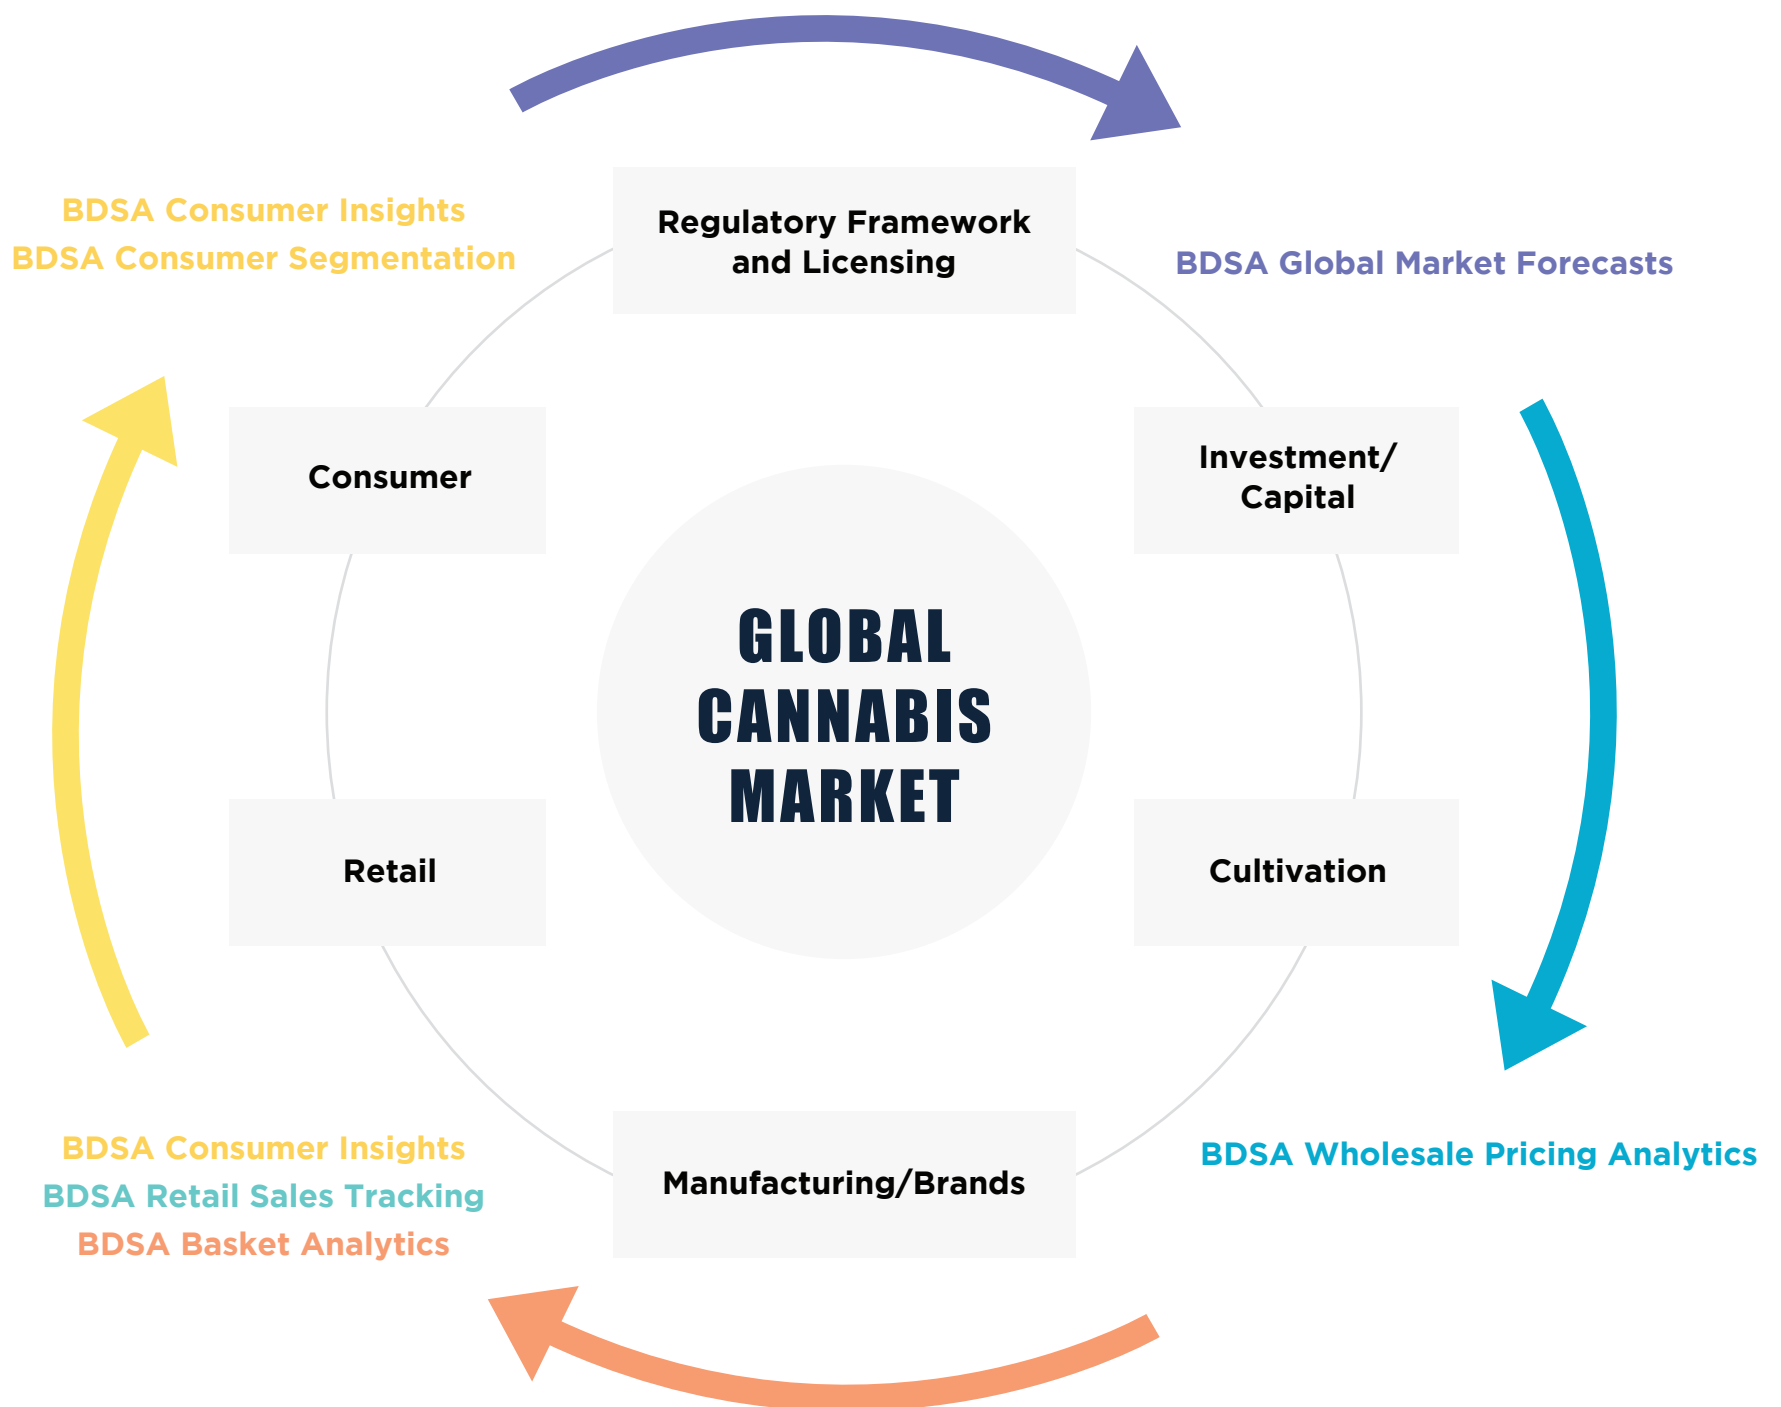 BDSA Consumer Insights
BDSA Consumer Segmentation
Regulatory Framework
and Licensing
BDSA Global Market Forecasts
Consumer
Investment/
Capital
GLOBAL
CANNABIS
MARKET
Retail
Cultivation
BDSA Consumer Insights
BDSA Retail Sales Tracking
BDSA Basket Analytics
Manufacturing/Brands
BDSA Wholesale Pricing Analytics